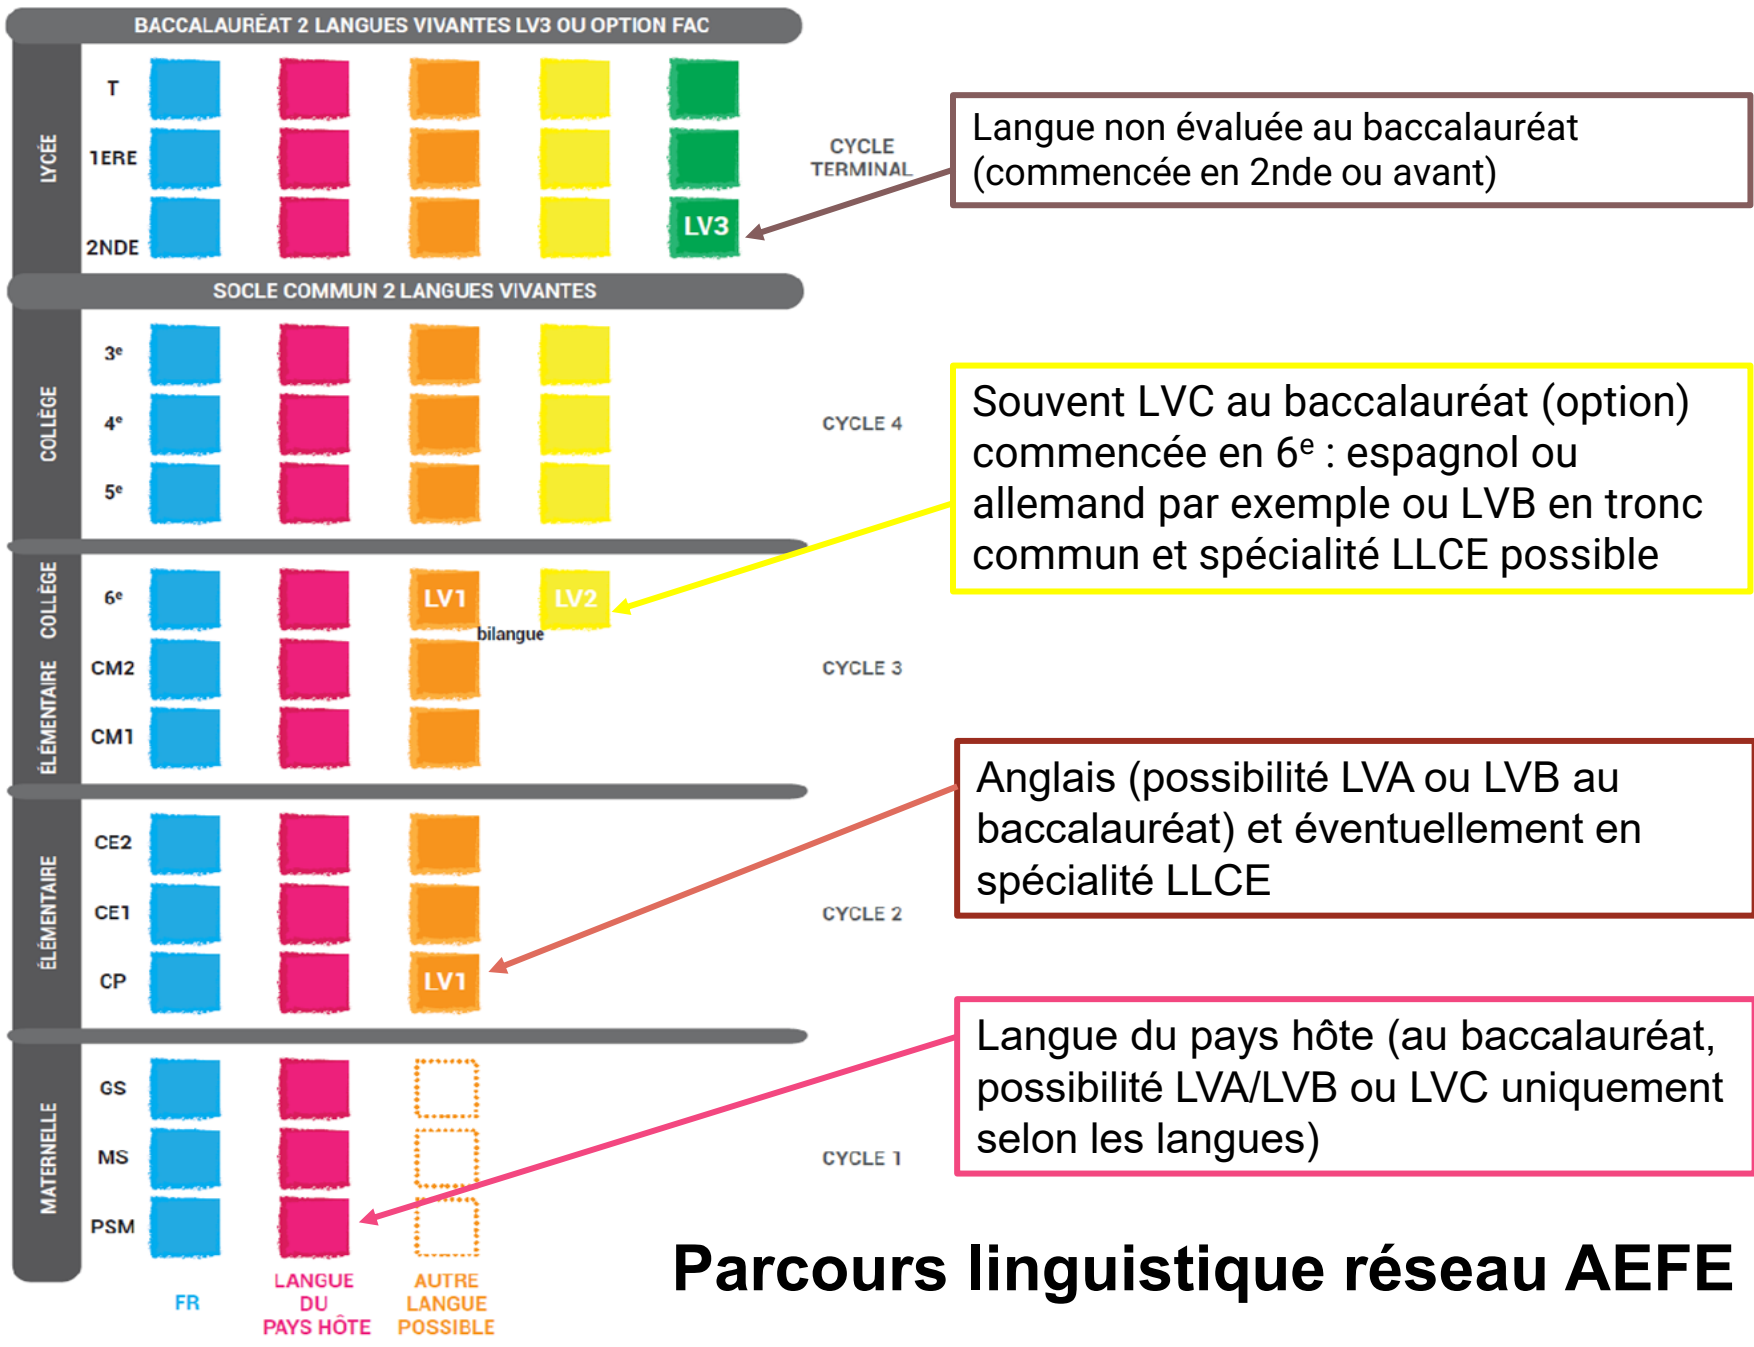 BACCALAURÉAT 2 LANGUES VIVANTES LV3 OU OPTION FAC
LYCÉE
T
1ERE
2NDE
LV3
CYCLE
TERMINAL
Langue non évaluée au baccalauréat
(commencée en 2nde ou avant)
SOCLE COMMUN 2 LANGUES VIVANTES
COLLÈGE
3e
4e
5e
CYCLE 4
Souvent LVC au baccalauréat (option)
commencée en 6e : espagnol ou
allemand par exemple ou LVB en tronc
commun et spécialité LLCE possible
COLLÈGE
ÉLÉMENTAIRE
6e
LV1
LV2
bilangue
CM2
CM1
CYCLE 3
Anglais (possibilité LVA ou LVB au
baccalauréat) et éventuellement en
spécialité LLCE
ÉLÉMENTAIRE
CE2
CE1
CP
LV1
CYCLE 2
Langue du pays hôte (au baccalauréat,
possibilité LVA/LVB ou LVC uniquement
selon les langues)
MATERNELLE
GS
MS
PSM
CYCLE 1
FR
LANGUE
DU
PAYS HÔTE
AUTRE
LANGUE
POSSIBLE
Parcours linguistique réseau AEFE